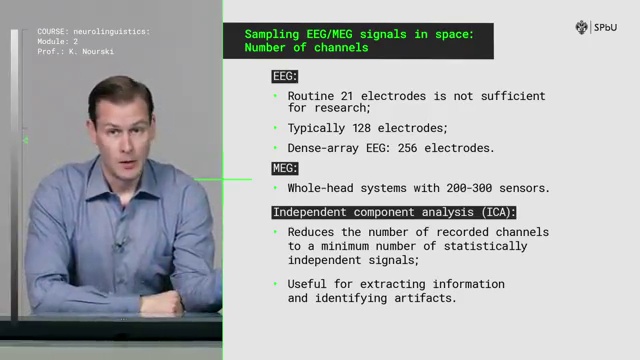 COURSE: neurolinguistics:
Module: 2
Prof.: K. Nourski
Sampling EEG/MEG signals in space:
Number of channels
SPbU
EEG:
Routine 21 electrodes is not sufficient
for research;
Typically 128 electrodes;
Dense-array EEG: 256 electrodes.
MEG:
Whole-head systems with 200-300 sensors.
Independent component analysis (ICA):
Reduces the number of recorded channels
to a minimum number of statistically
independent signals;
Useful for extracting information
and identifying artifacts.